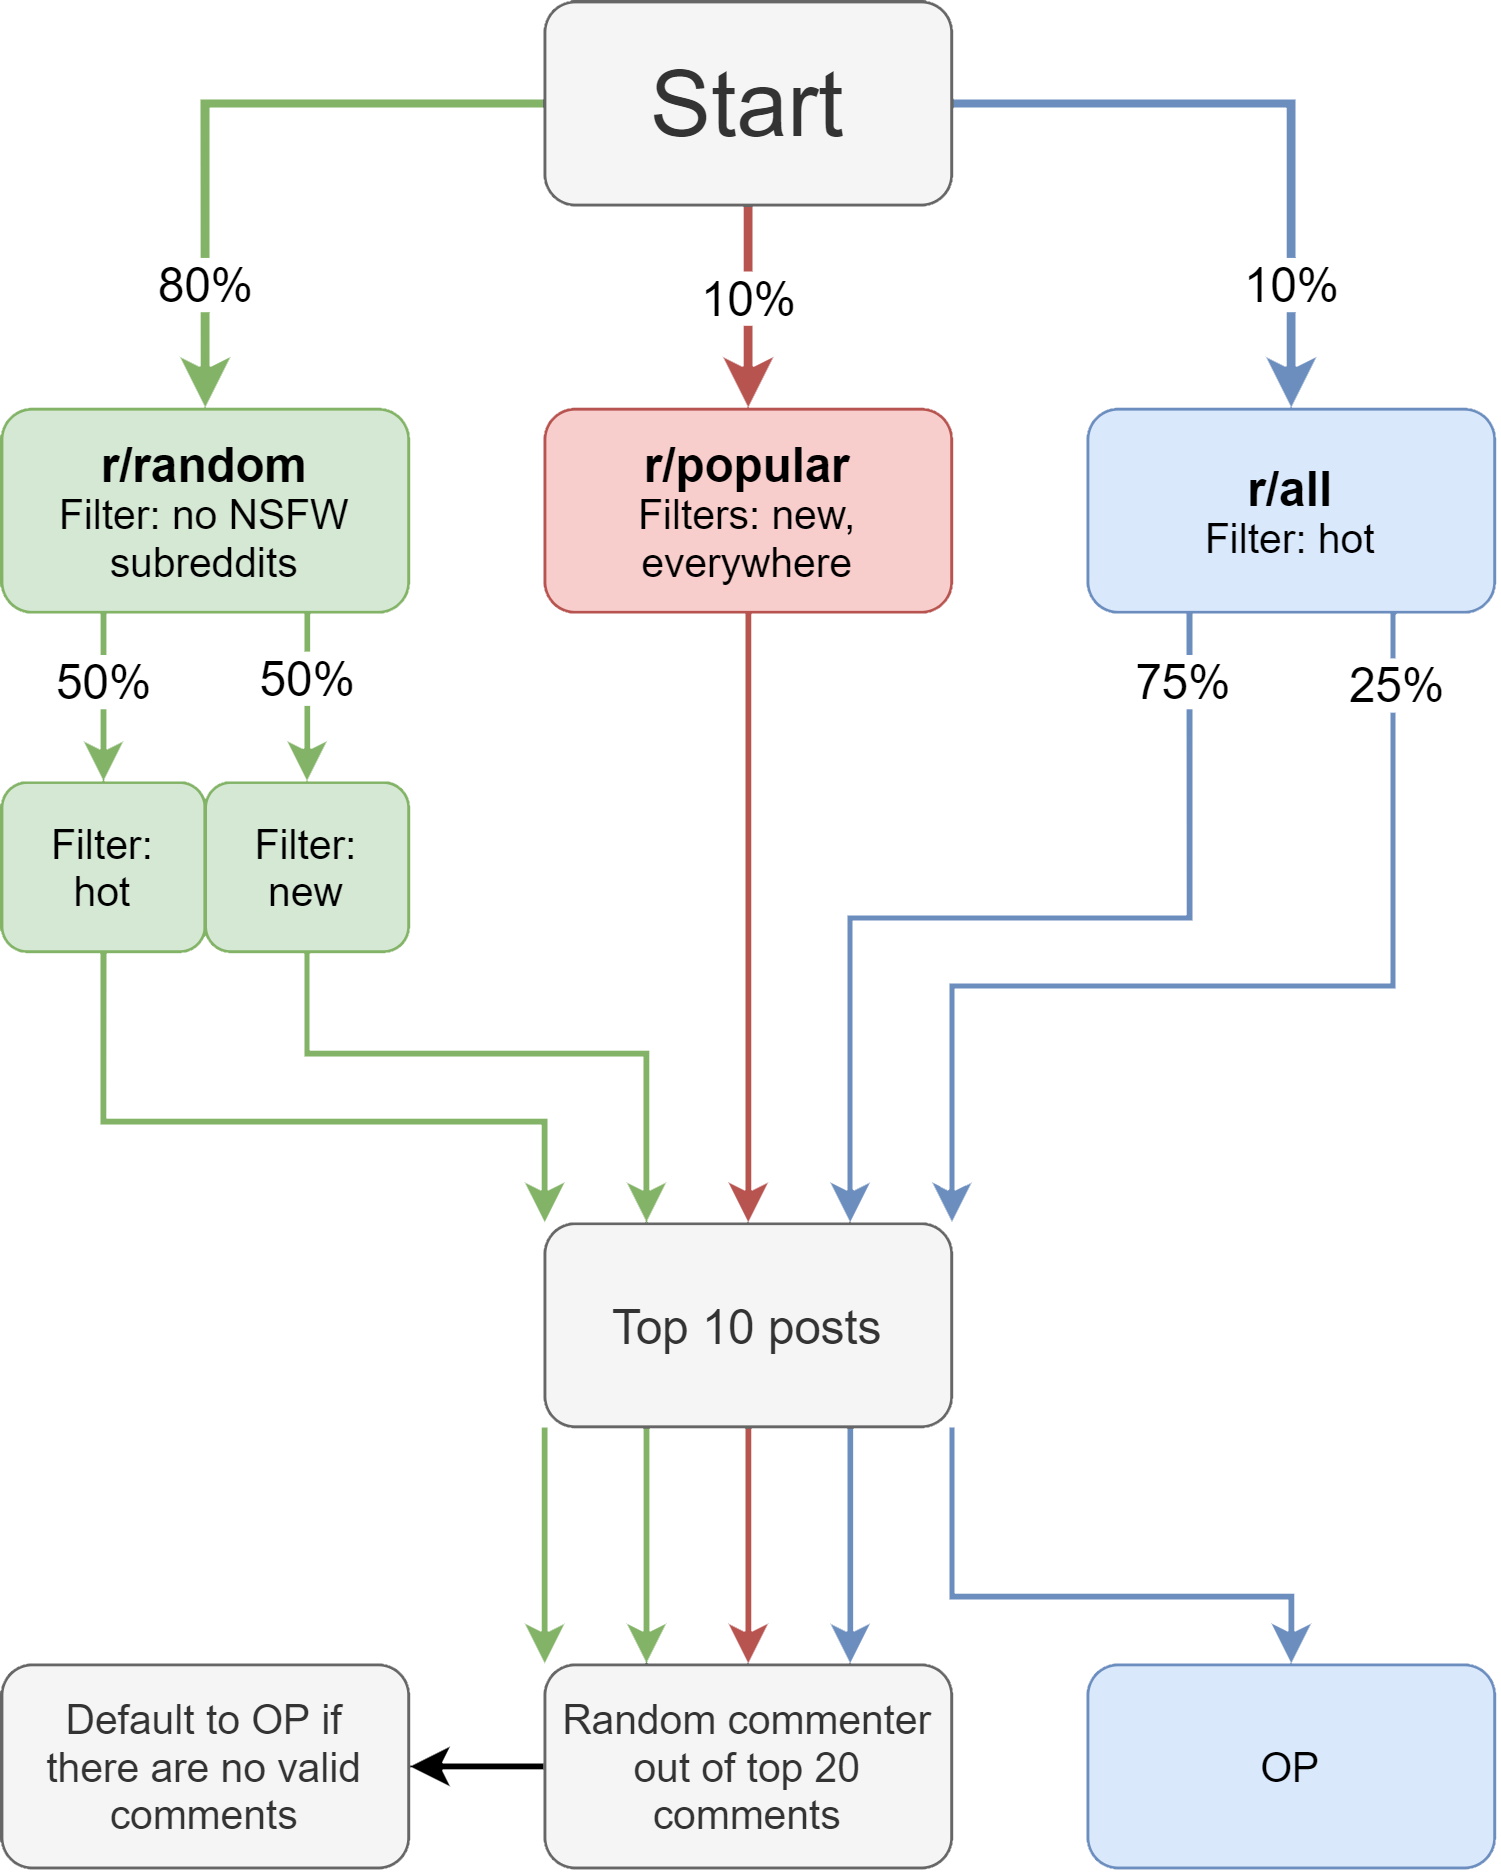 Start
80%
10%
10%
r/random
Filter: no NSFW
subreddits
r/popular
Filters: new,
everywhere
r/all
Filter: hot
50%
50%
75%
25%
Filter:
hot
Filter:
new
Top 10 posts
Default to OP if
there are no valid
comments
Random commenter
out of top 20
comments
OP